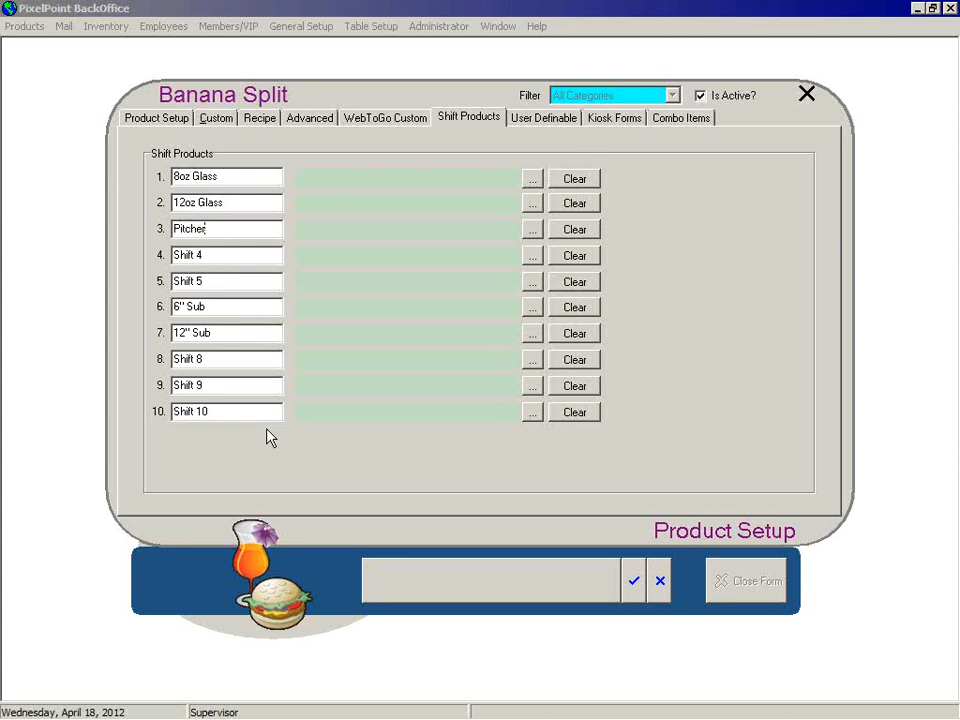 PixelPoint BackOffice
Products Mail Inventory Employees Members/VIP General Setup Table Setup Administrator Window Help
Banana Split
Filter All Categories Is Active?
Product Setup Custom Recipe Advanced WebToGo Custom Shift Products User Definable Kiosk Forms Combo Items
Shift Products
1. 8oz Glass ... Clear
2. 12oz Glass ... Clear
3. Pitcher ... Clear
4. Shift 4 ... Clear
5. Shift 5 ... Clear
6. 6" Sub ... Clear
7. 12" Sub ... Clear
8. Shift 8 ... Clear
9. Shift 9 ... Clear
10. Shift 10 ... Clear
Product Setup
Close Form
Wednesday, April 18, 2012 Supervisor